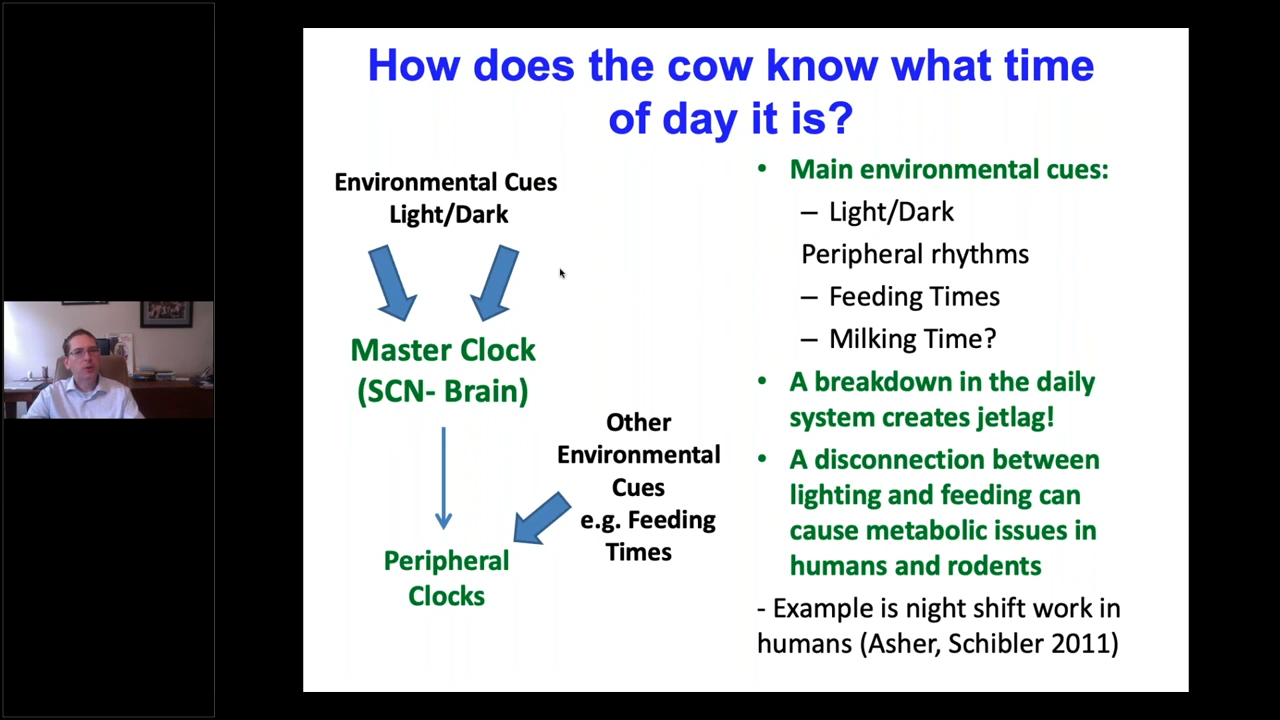 How does the cow know what time
of day it is?
Environmental Cues
Light/Dark
Master Clock
(SCN- Brain)
Other
Environmental
Cues
e.g. Feeding
Times
Peripheral
Clocks
• Main environmental cues:
– Light/Dark
Peripheral rhythms
– Feeding Times
– Milking Time?
• A breakdown in the daily
system creates jetlag!
• A disconnection between
lighting and feeding can
cause metabolic issues in
humans and rodents
- Example is night shift work in
humans (Asher, Schibler 2011)